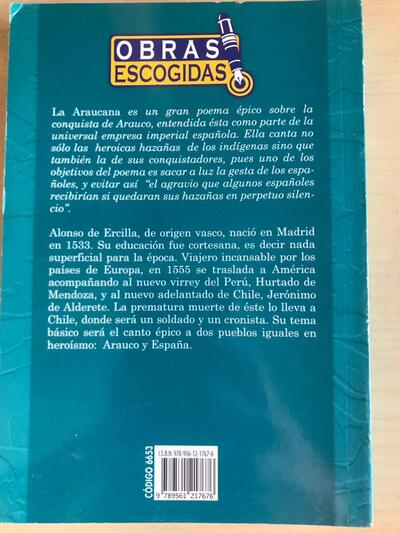 OBRAS
ESCOGIDAS
La Araucana es un gran poema épico sobre la
conquista de Arauco, entendida ésta como parte de la
universal empresa imperial española. Ella canta no
sólo las heroicas hazañas de los indígenas sino que
también la de sus conquistadores, pues uno de los
objetivos del poema es sacar a luz la gesta de los espa-
ñoles, y evitar así "el agravio que algunos españoles
recibirían si quedaran sus hazañas en perpetuo silen-
cio".
Alonso de Ercilla, de origen vasco, nació en Madrid
en 1533. Su educación fue cortesana, es decir nada
superficial para la época. Viajero incansable por los
países de Europa, en 1555 se traslada a América
acompañando al nuevo virrey del Perú, Hurtado de
Mendoza, y al nuevo adelantado de Chile, Jerónimo
de Alderete. La prematura muerte de éste lo lleva a
Chile, donde será un soldado y un cronista. Su tema
básico será el canto épico a dos pueblos iguales en
heroísmo: Arauco y España.
CÓDIGO 6653
I.S.B.N.: 978-956-12-1767-6
9 789561 217676